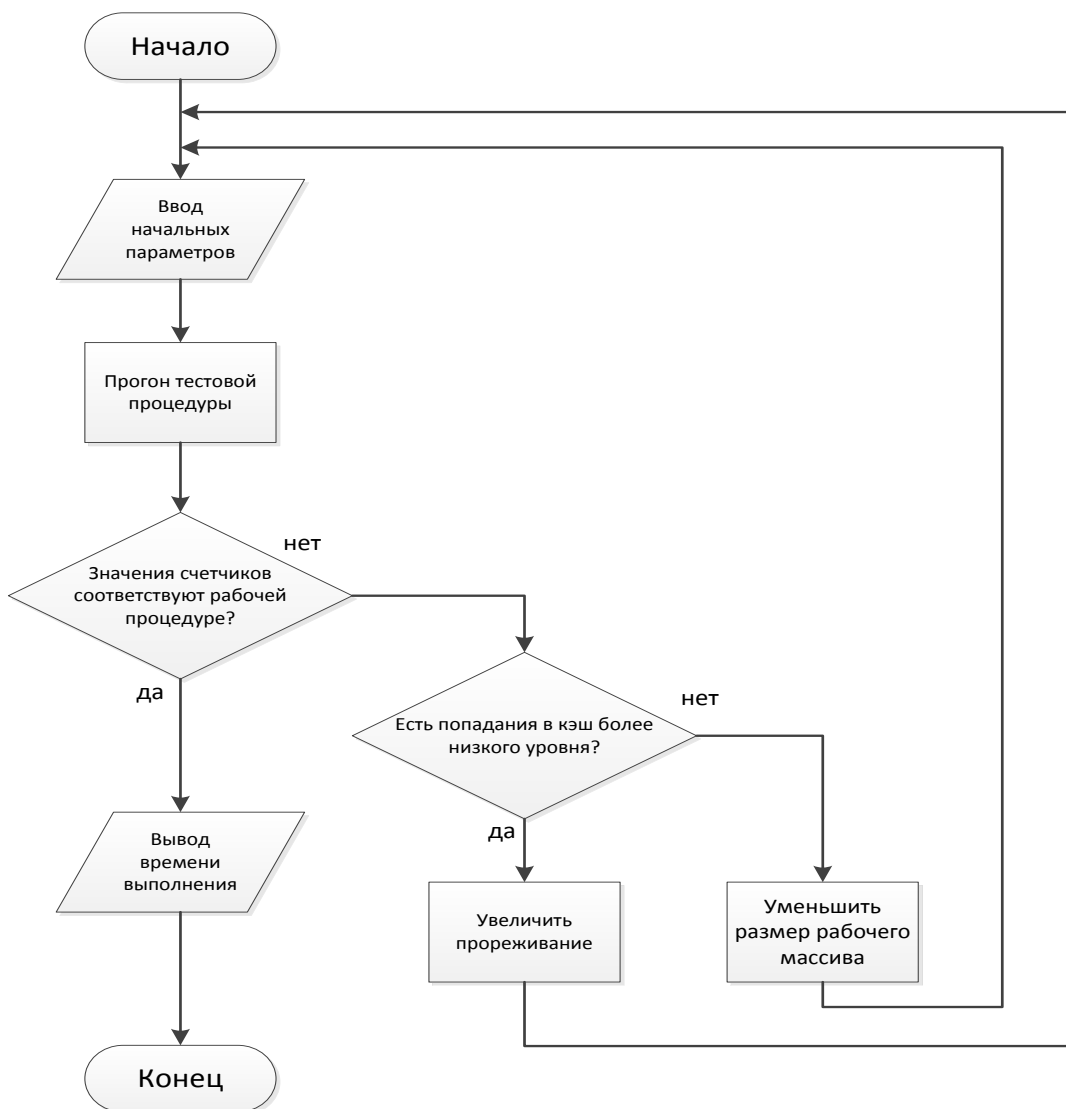 Начало
Ввод
начальных
параметров
Прогон тестовой
процедуры
Значения счетчиков
соответствуют рабочей
процедуре?
нет
да
Есть попадания в кэш более
низкого уровня?
нет
да
Вывод
времени
выполнения
Увеличить
прореживание
Уменьшить
размер рабочего
массива
Конец